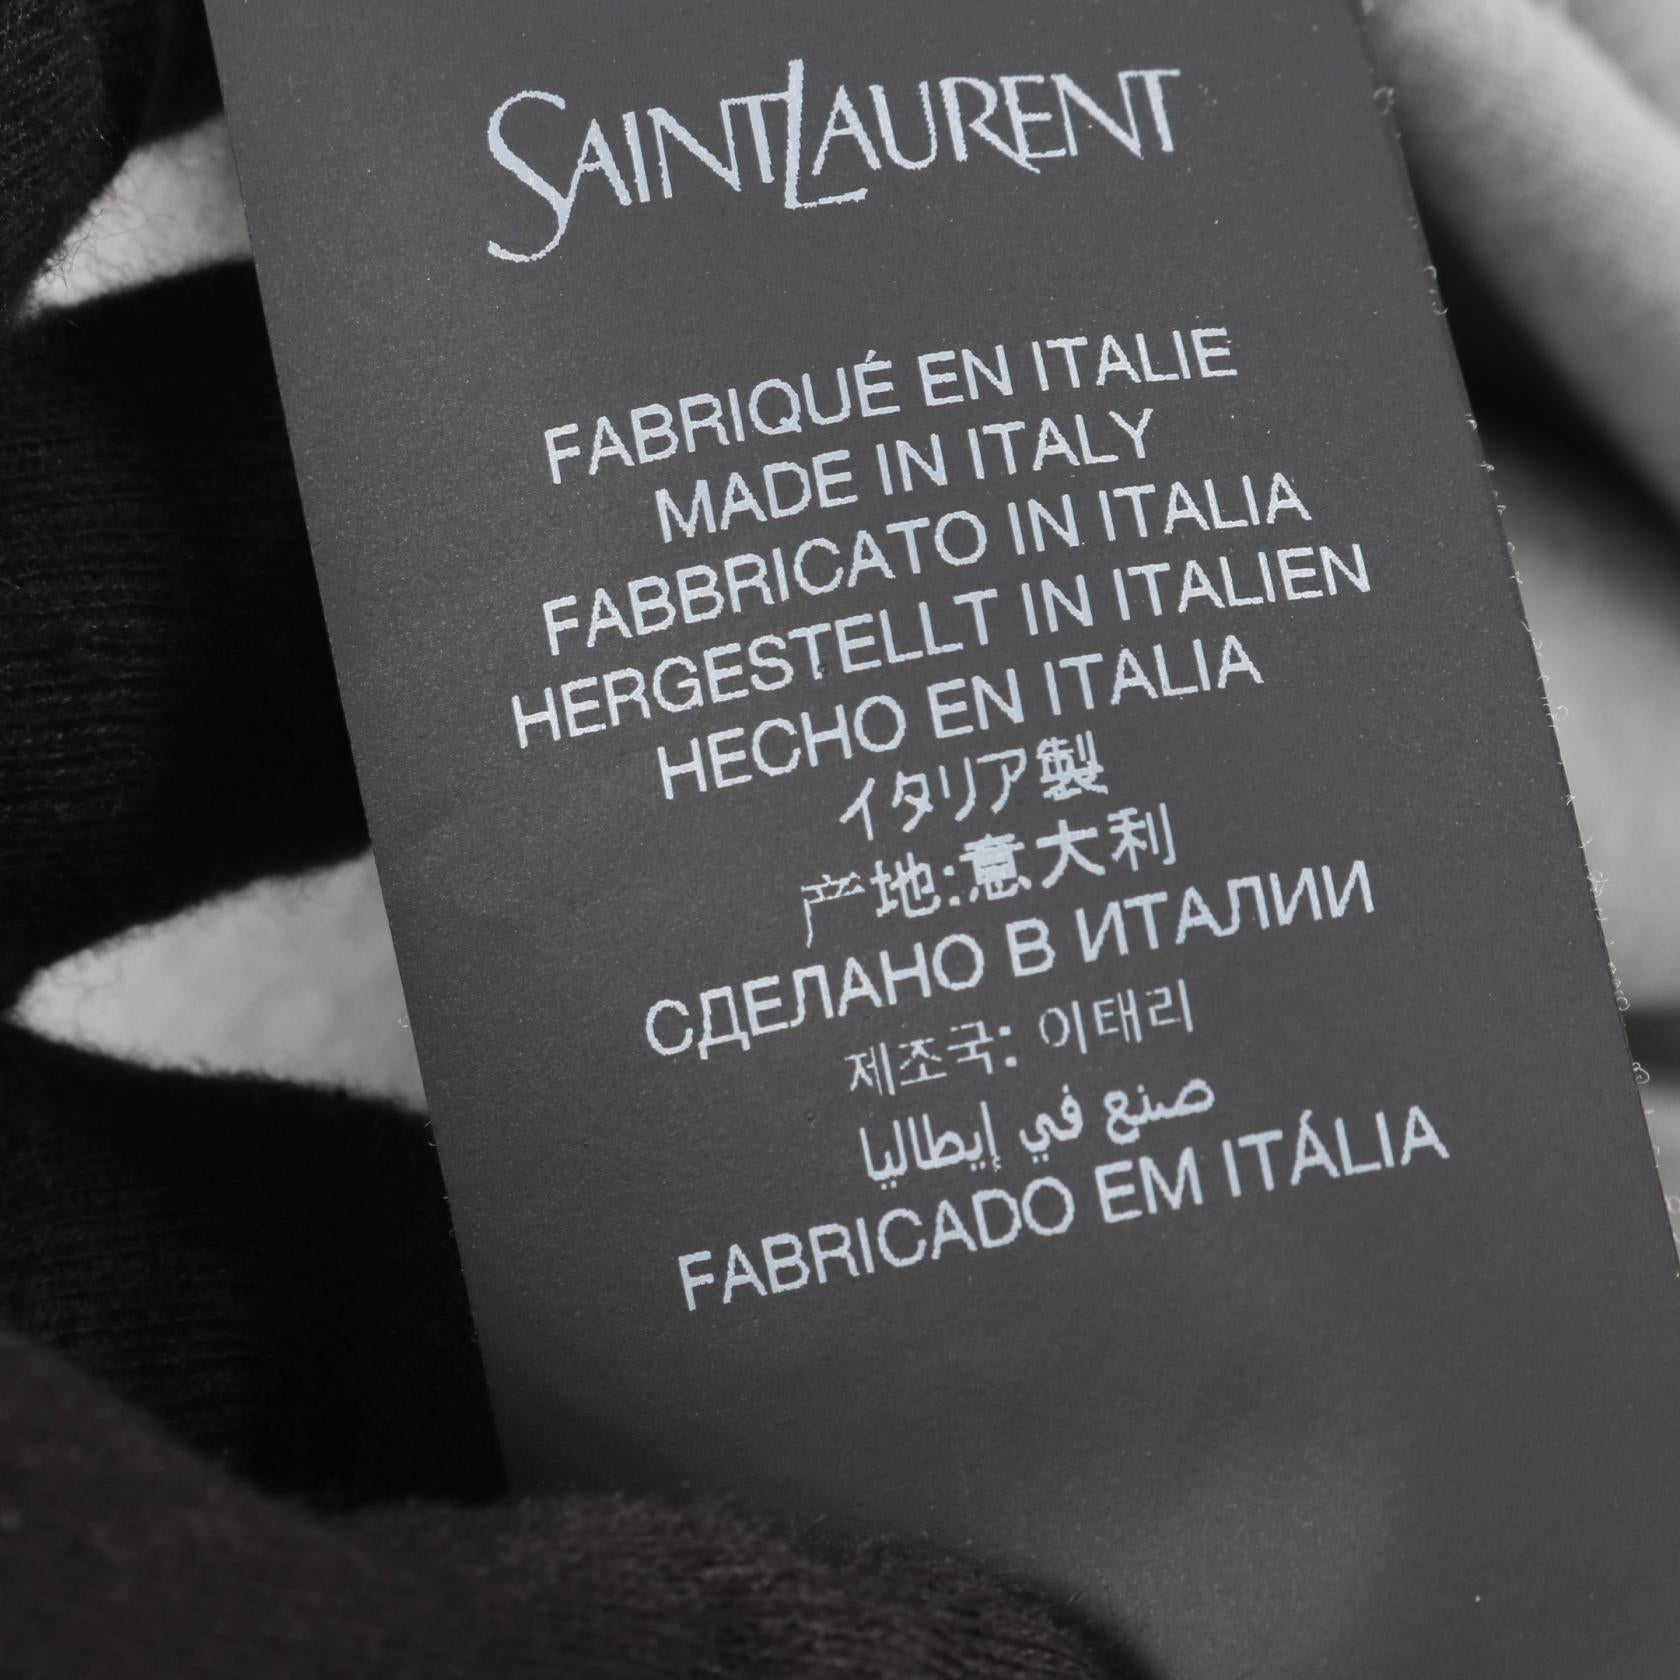 SAINT LAURENT
FABRIQUÉ EN ITALIE
MADE IN ITALY
FABBRICATO IN ITALIA
HERGESTELLT IN ITALIEN
HECHO EN ITALIA
イタリア製
产地:意大利
СДЕЛАНО В ИТАЛИИ
제조국: 이태리
صنع في إيطاليا
FABRICADO EM ITÁLIA